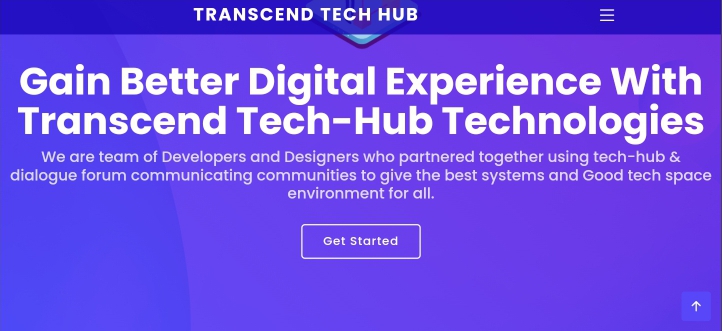 TRANSCEND TECH HUB
Gain Better Digital Experience With
Transcend Tech-Hub Technologies
We are team of Developers and Designers who partnered together using tech-hub &
dialogue forum communicating communities to give the best systems and Good tech space
environment for all.
Get Started